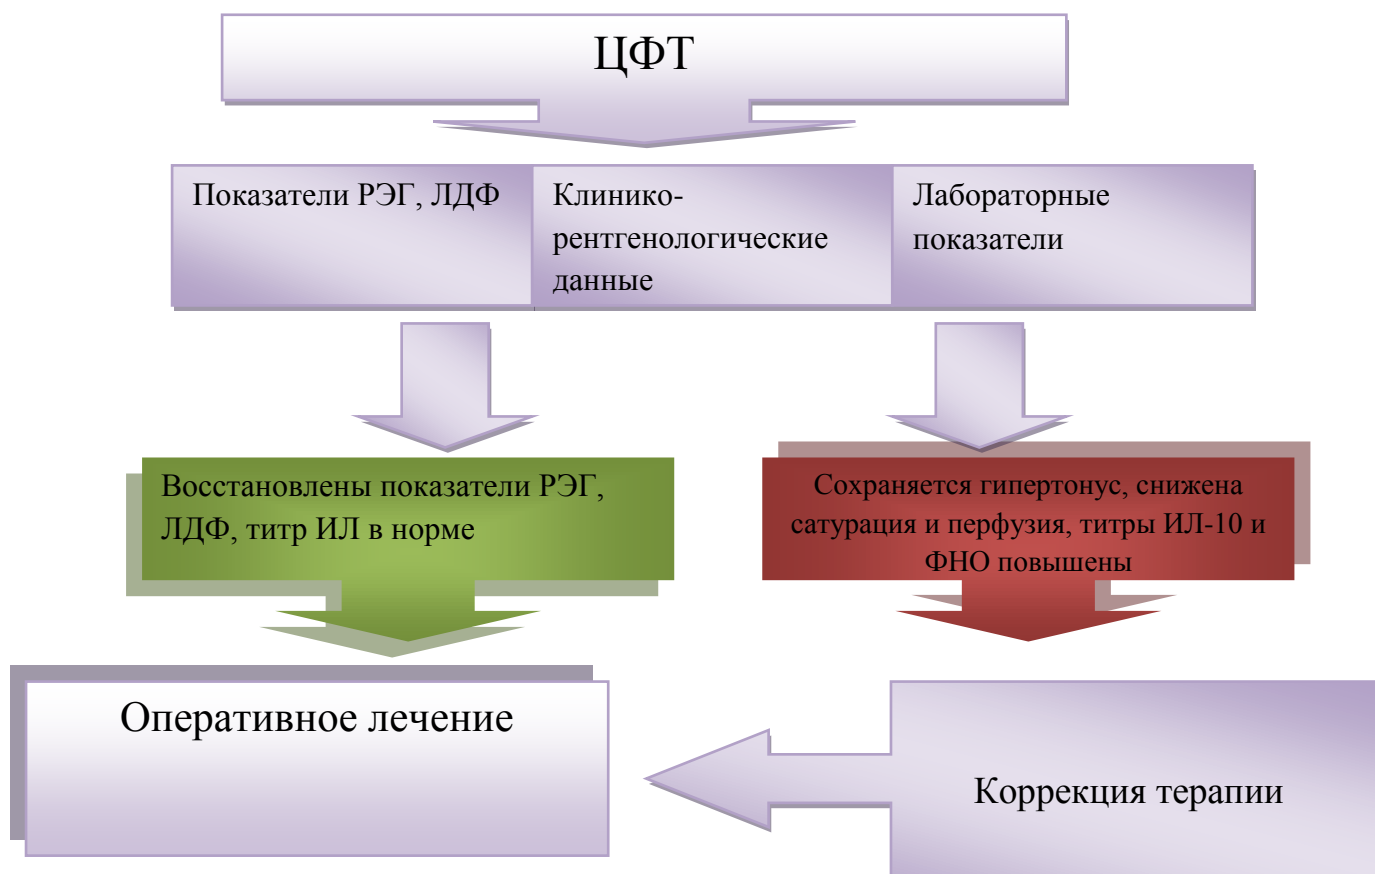 ЦФТ
Показатели РЭГ, ЛДФ
Клинико-
рентгенологические
данные
Лабораторные
показатели
Восстановлены показатели РЭГ,
ЛДФ, титр ИЛ в норме
Сохраняется гипертонус, снижена
сатурация и перфузия, титры ИЛ-10 и
ФНО повышены
Оперативное лечение
Коррекция терапии